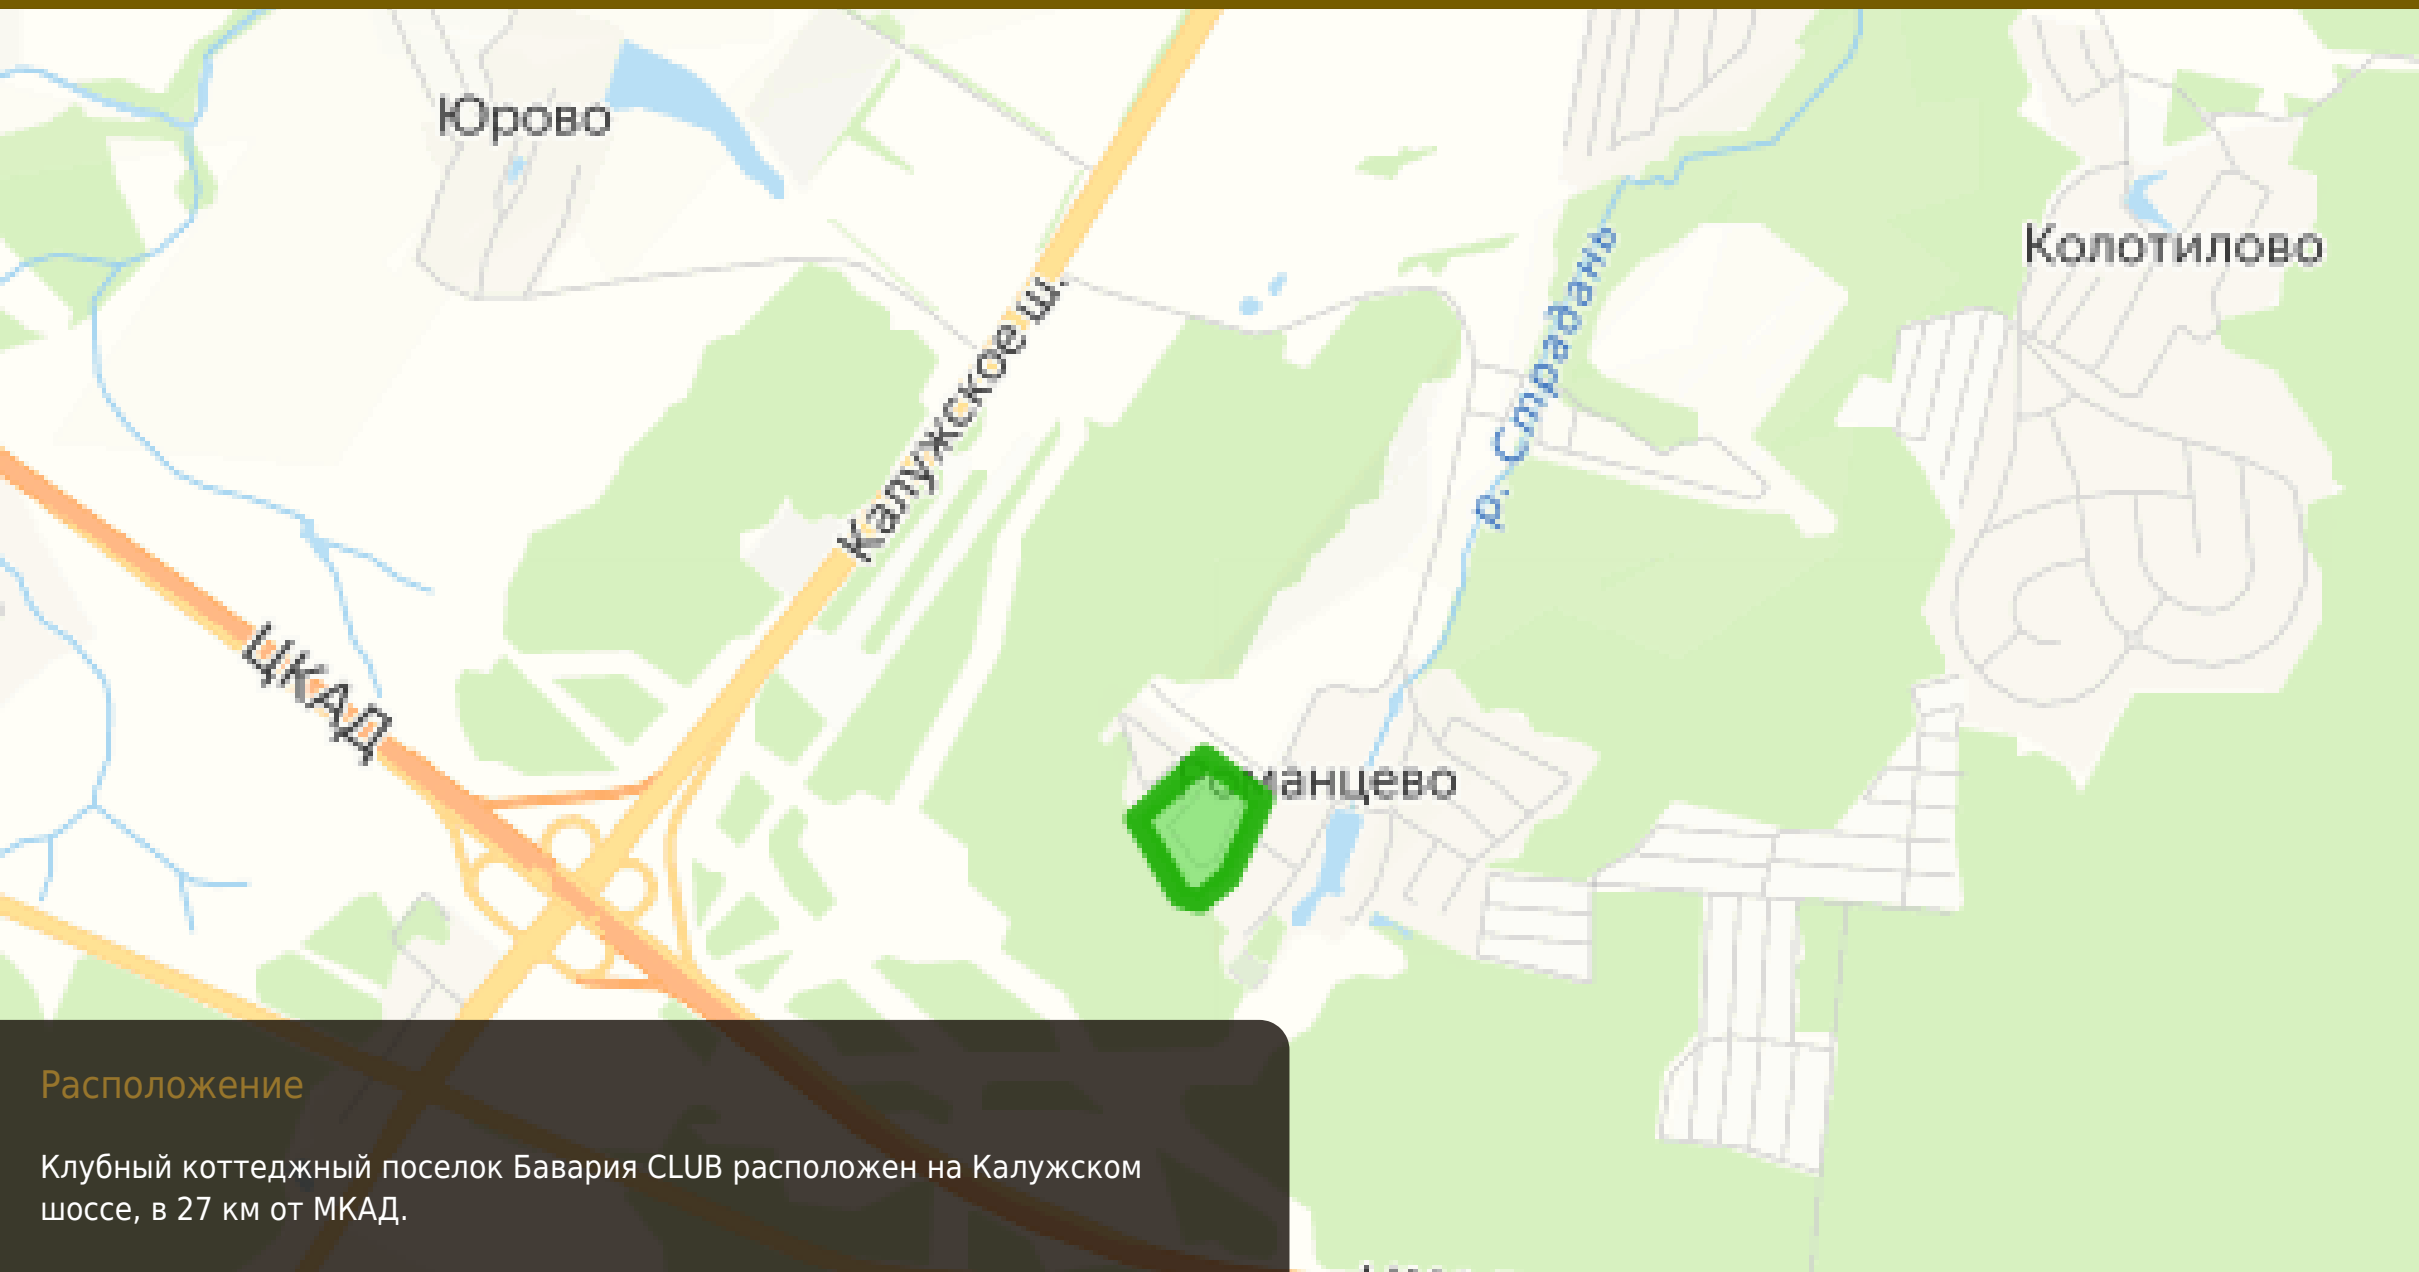 Юрово
Колотилово
Калужское ш.
р. Страдань
ЦКАД
Расположение
Клубный коттеджный поселок Бавария CLUB расположен на Калужском
шоссе, в 27 км от МКАД.